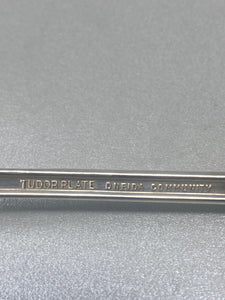 TUDOR PLATE ONEIDA COMMUNITY